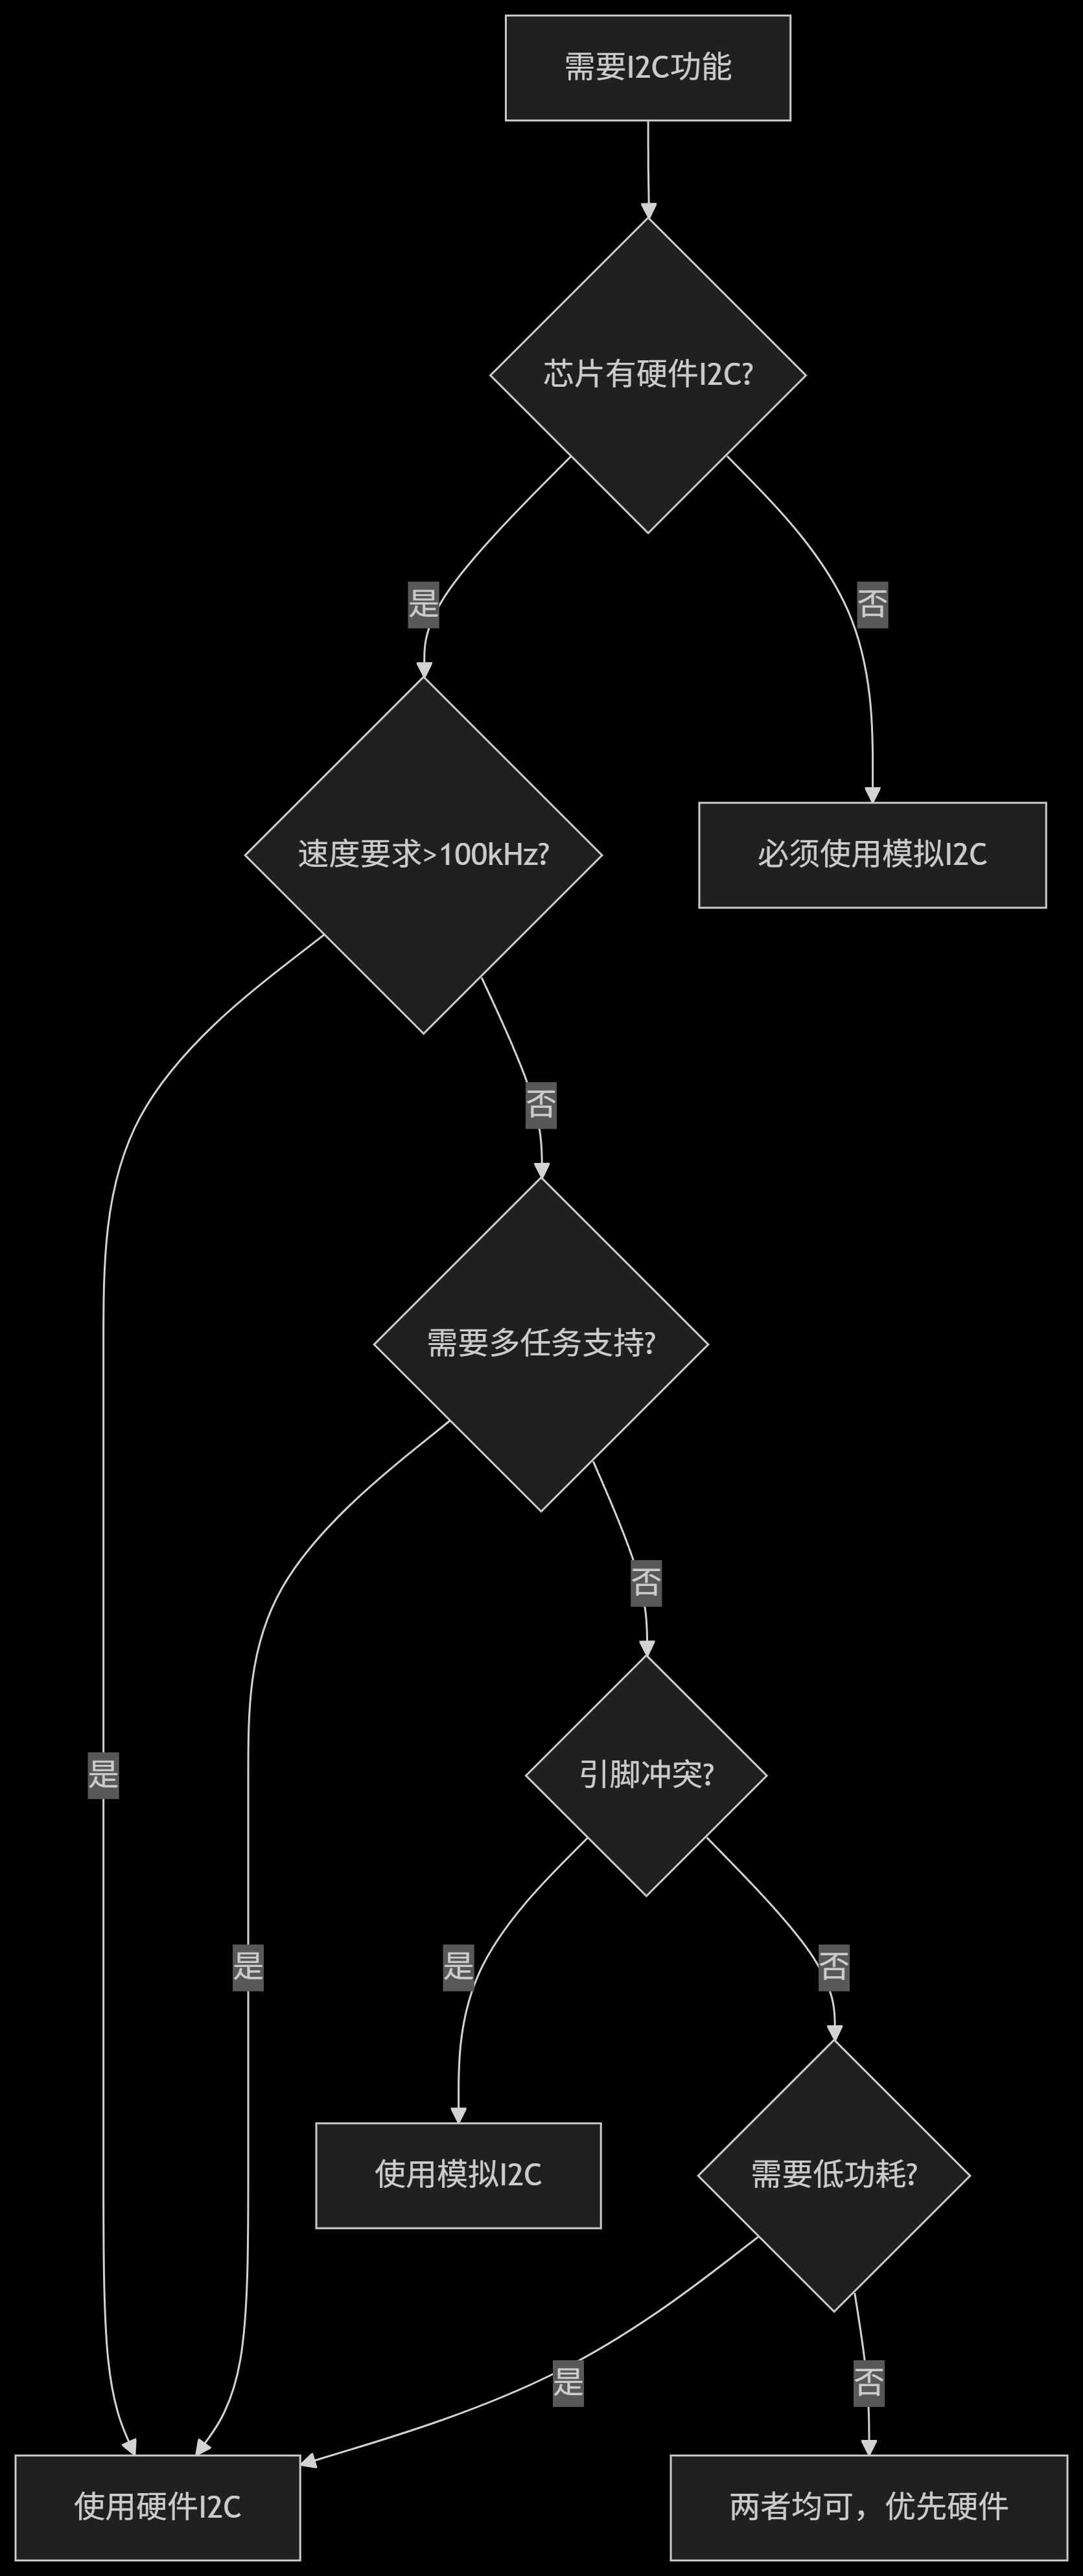 需要I2C功能
芯片有硬件I2C?
是
否
速度要求>100kHz?
必须使用模拟I2C
否
需要多任务支持?
否
引脚冲突?
是
是
是
否
使用模拟I2C
需要低功耗?
是
否
使用硬件I2C
两者均可，优先硬件